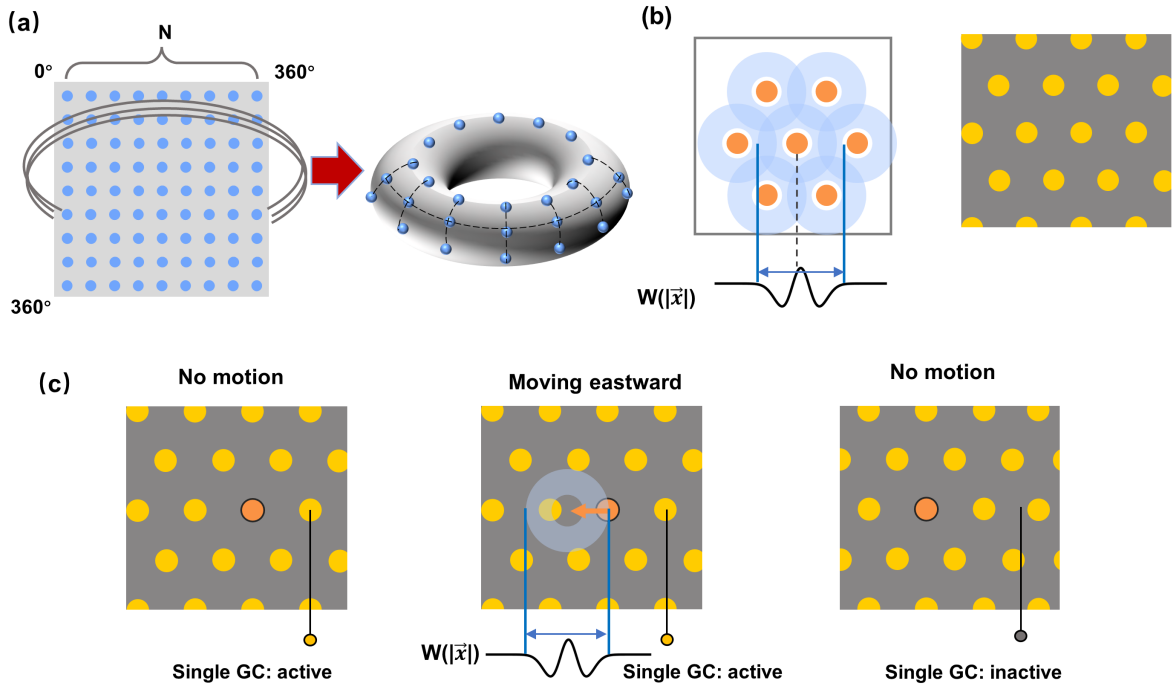 (a)
N
0°
360°
360°
(b)
W(|x⃗|)
(c)
No motion
Moving eastward
No motion
W(|x⃗|)
Single GC: active
Single GC: active
Single GC: inactive